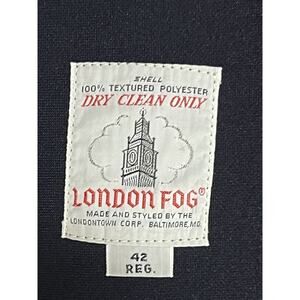 SHELL
100% TEXTURED POLYESTER
DRY CLEAN ONLY
LONDON FOG®
MADE AND STYLED BY THE
LONDONTOWN CORP. BALTIMORE, MD.
42
REG.